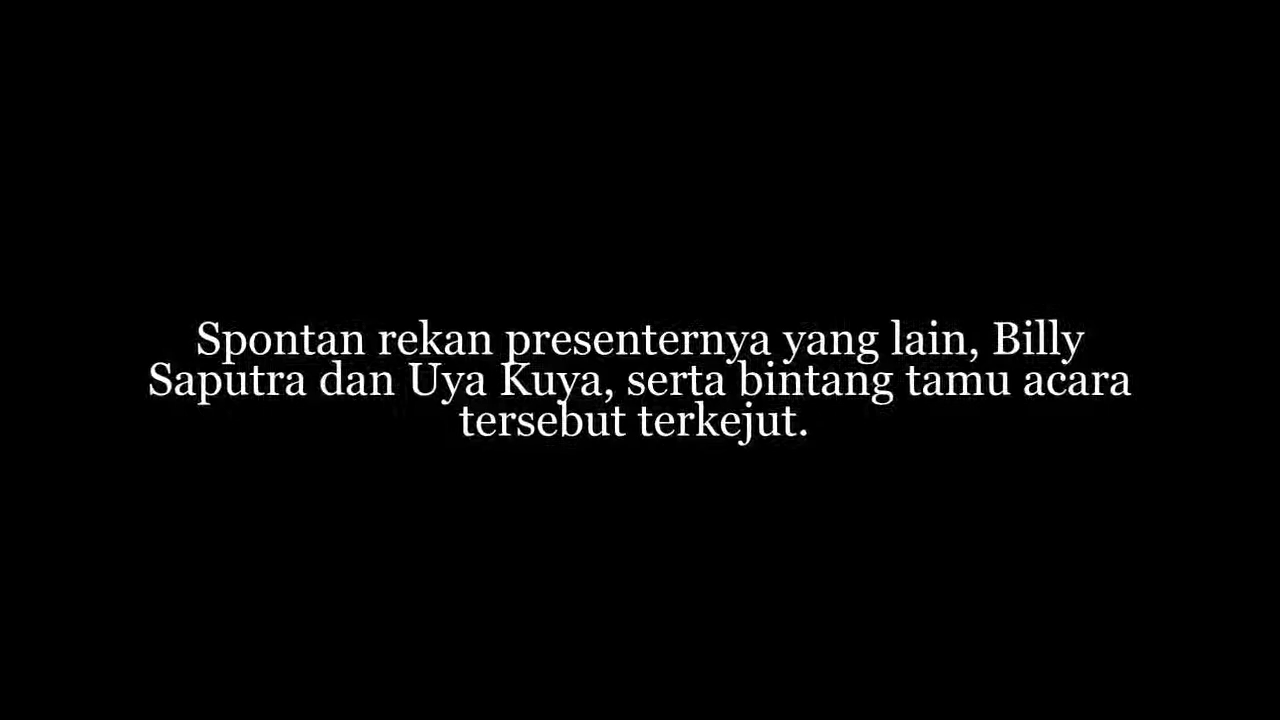 Spontan rekan presenternya yang lain, Billy
Saputra dan Uya Kuya, serta bintang tamu acara
tersebut terkejut.